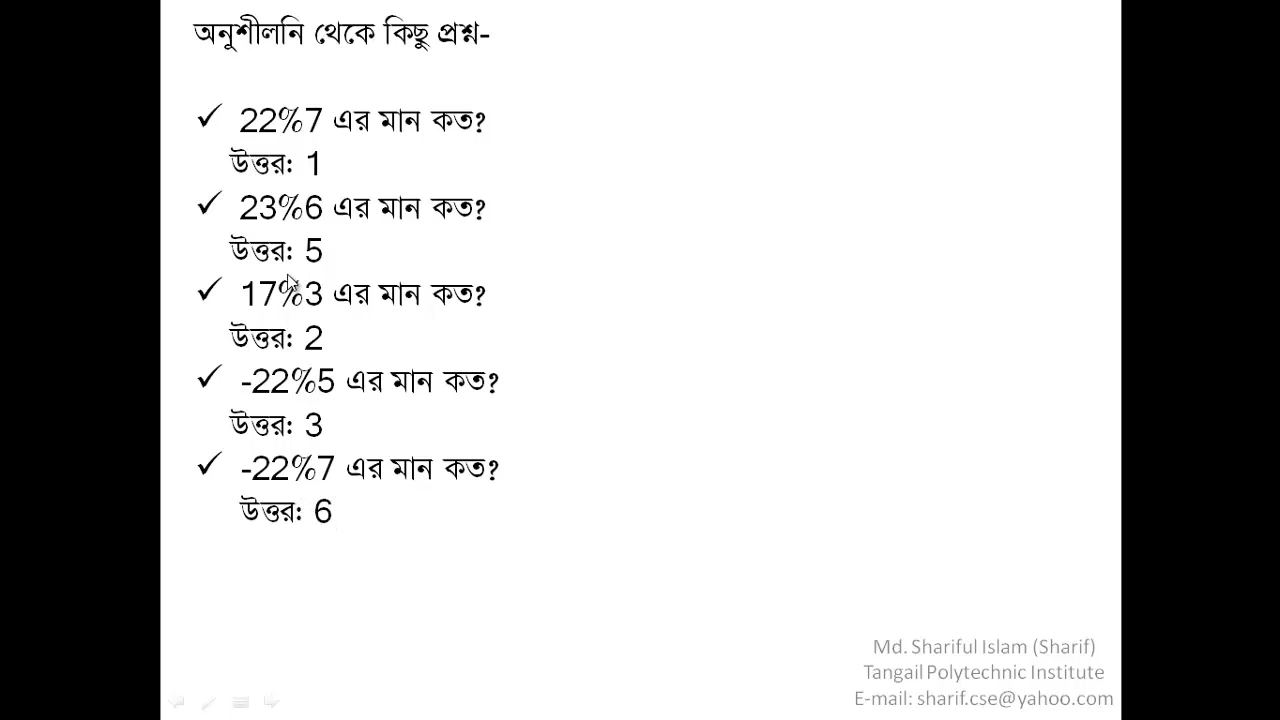 অনুশীলনি থেকে কিছু প্রশ্ন-
✓ 22%7 এর মান কত?
উত্তর: 1
✓ 23%6 এর মান কত?
উত্তর: 5
✓ 17%3 এর মান কত?
উত্তর: 2
✓ -22%5 এর মান কত?
উত্তর: 3
✓ -22%7 এর মান কত?
উত্তর: 6
Md. Shariful Islam (Sharif)
Tangail Polytechnic Institute
E-mail: sharif.cse@yahoo.com